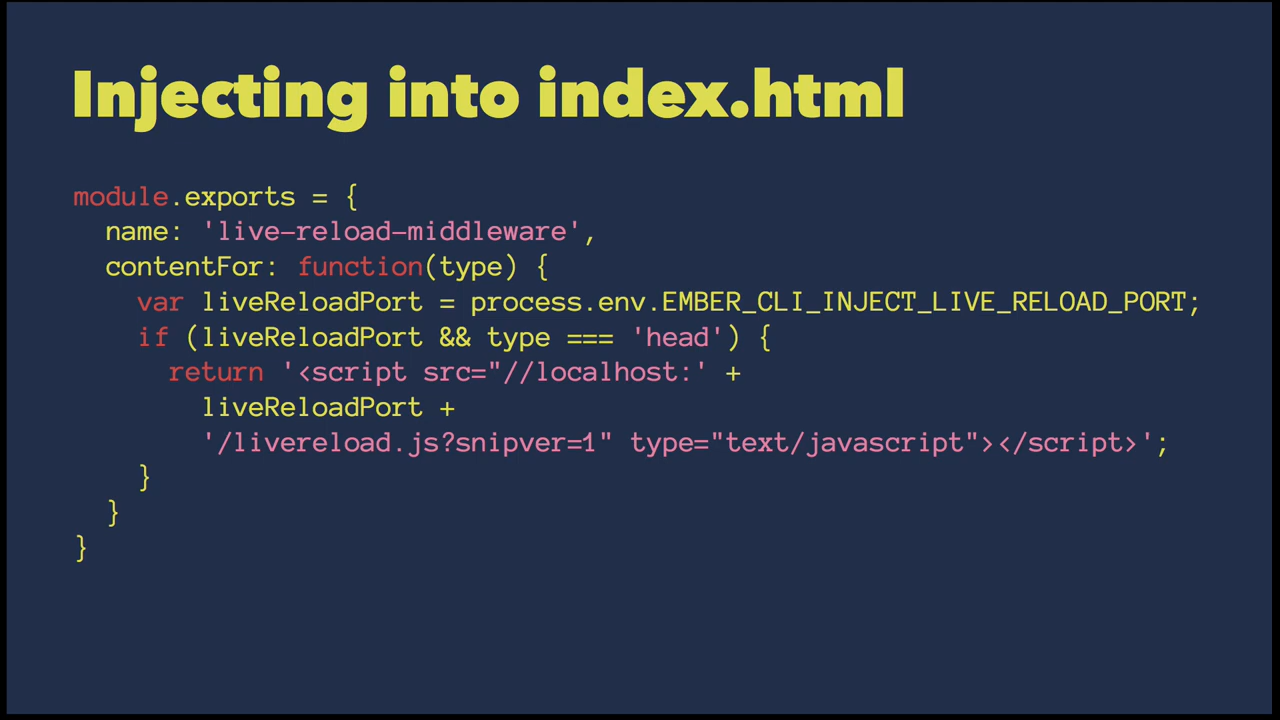 Injecting into index.html
module.exports = {
  name: 'live-reload-middleware',
  contentFor: function(type) {
    var liveReloadPort = process.env.EMBER_CLI_INJECT_LIVE_RELOAD_PORT;
    if (liveReloadPort && type === 'head') {
      return '<script src="//localhost:' +
        liveReloadPort +
        '/livereload.js?snipver=1" type="text/javascript"></script>';
    }
  }
}